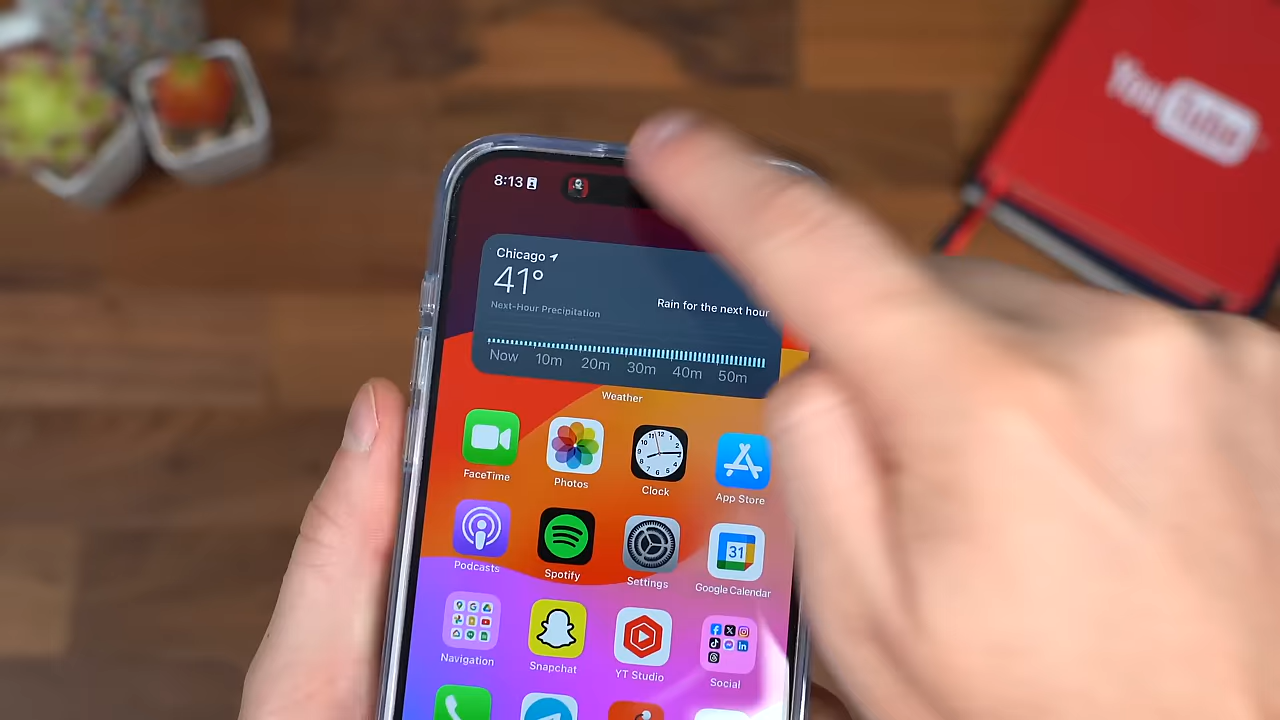 YouTube
8:13
Chicago
41°
Next-Hour Precipitation
Rain for the next hour
Now 10m 20m 30m 40m 50m
Weather
FaceTime Photos Clock App Store
31
Podcasts Spotify Settings Google Calendar
Navigation Snapchat YT Studio Social